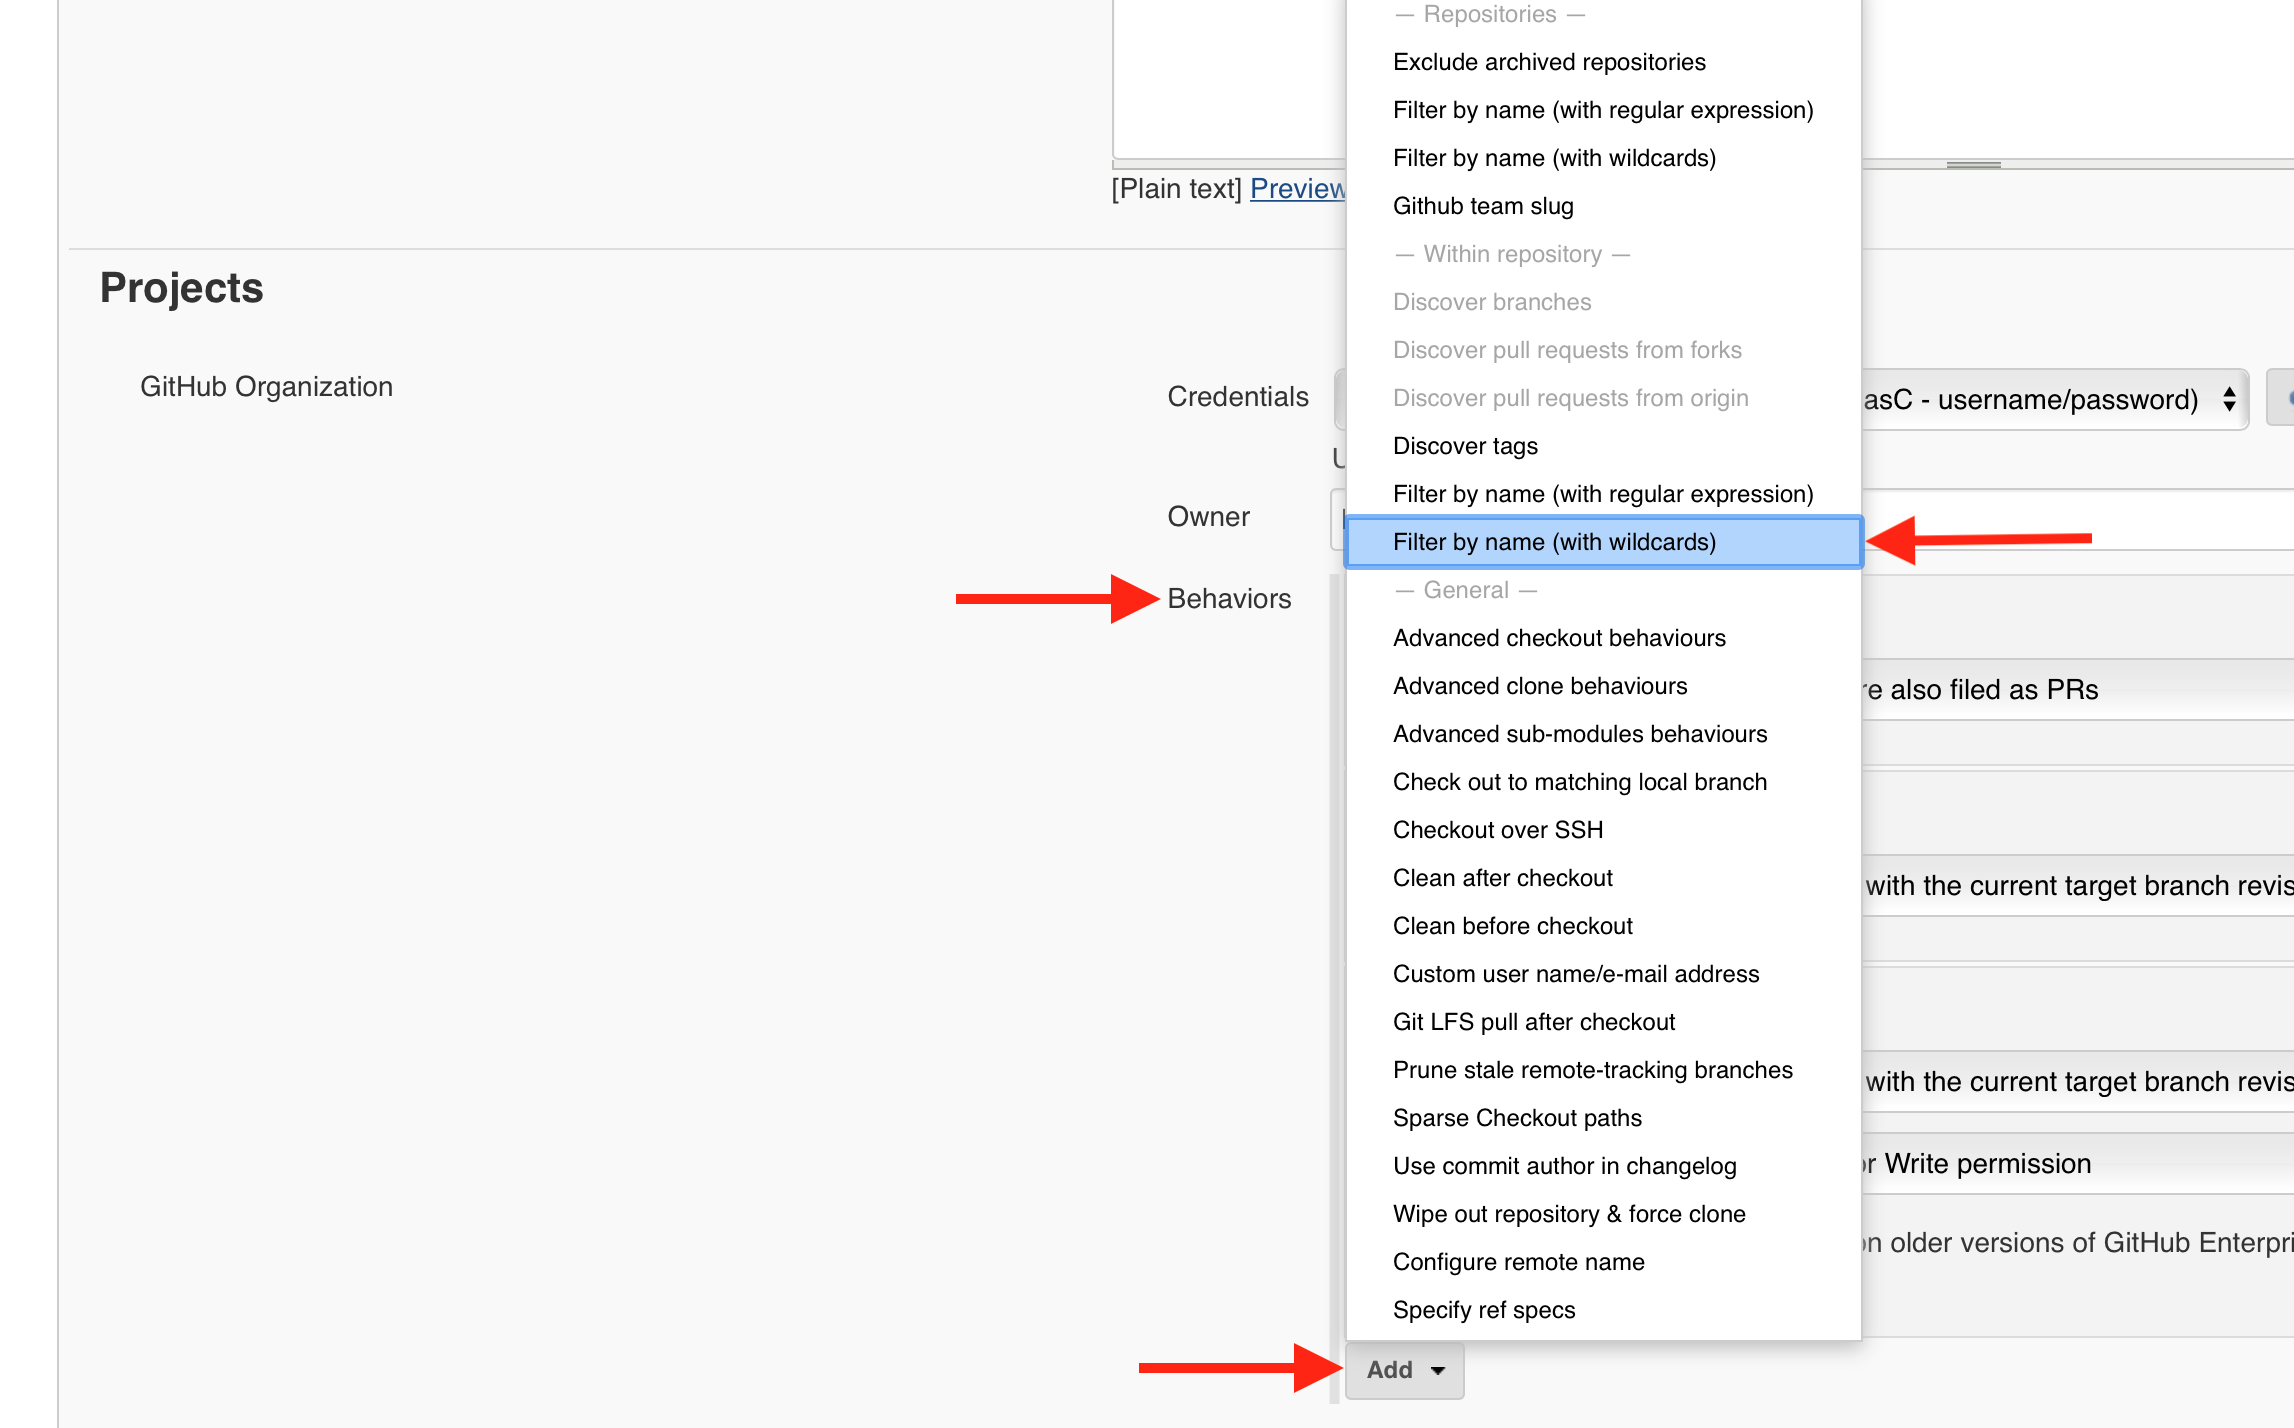 — Repositories —
Exclude archived repositories
Filter by name (with regular expression)
Filter by name (with wildcards)
[Plain text] Preview
Github team slug
— Within repository —
Projects
Discover branches
Discover pull requests from forks
GitHub Organization
Credentials
Discover pull requests from origin
asC - username/password)
Discover tags
Filter by name (with regular expression)
Owner
Filter by name (with wildcards)
Behaviors
— General —
Advanced checkout behaviours
Advanced clone behaviours
re also filed as PRs
Advanced sub-modules behaviours
Check out to matching local branch
Checkout over SSH
Clean after checkout
with the current target branch revis
Clean before checkout
Custom user name/e-mail address
Git LFS pull after checkout
Prune stale remote-tracking branches
with the current target branch revis
Sparse Checkout paths
Use commit author in changelog
or Write permission
Wipe out repository & force clone
on older versions of GitHub Enterpri
Configure remote name
Specify ref specs
Add